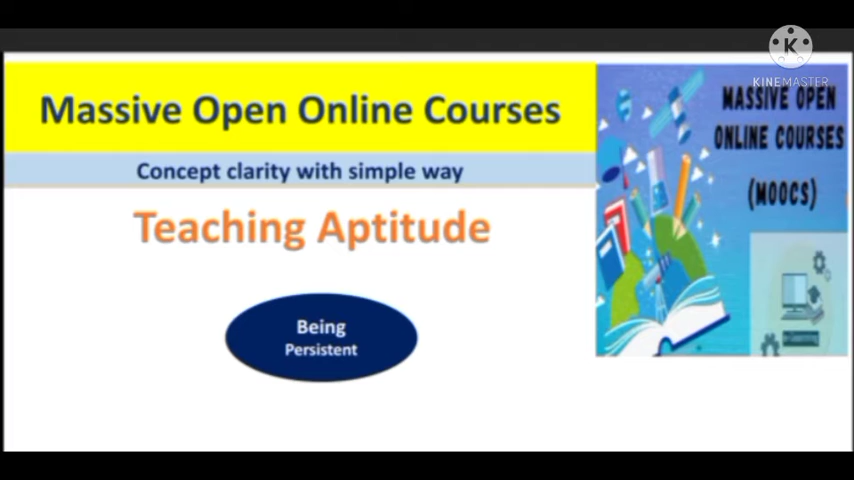 Massive Open Online Courses
Concept clarity with simple way
Teaching Aptitude
Being
Persistent
K
KINEMASTER
MASSIVE OPEN
ONLINE COURSES
(MOOCS)